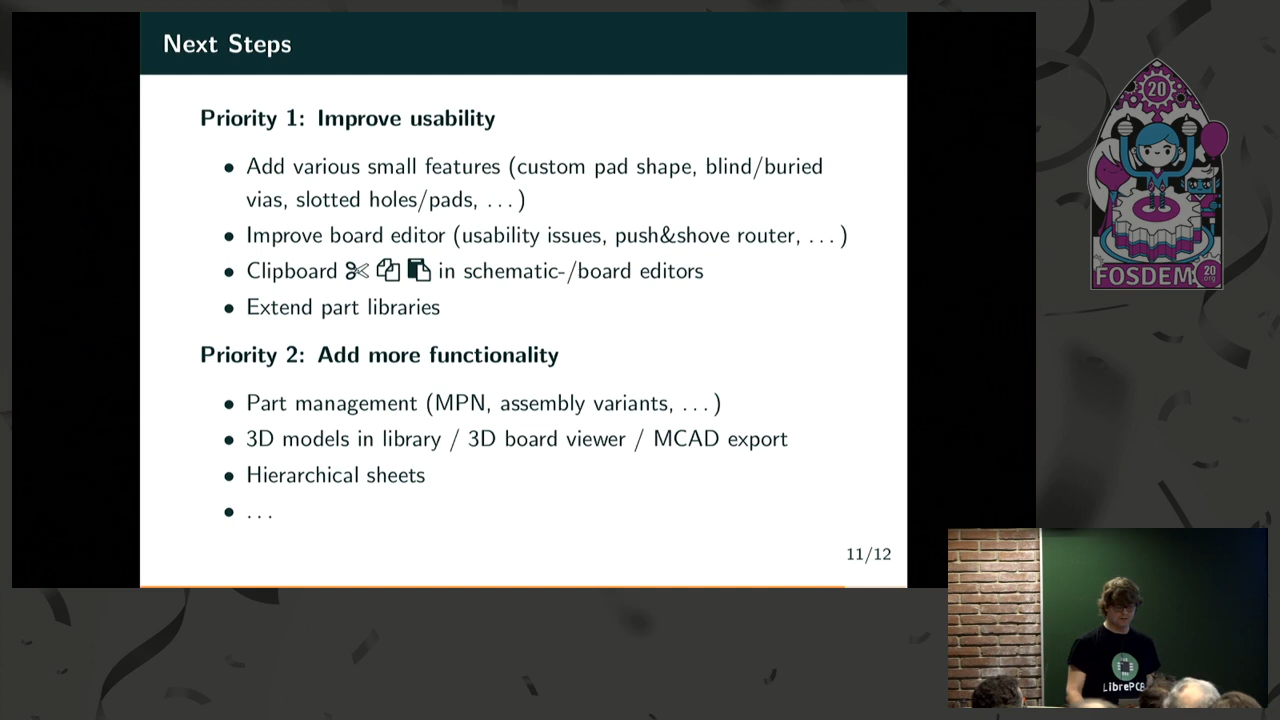 Next Steps
Priority 1: Improve usability
• Add various small features (custom pad shape, blind/buried
vias, slotted holes/pads, ...)
• Improve board editor (usability issues, push&shove router, ...)
• Clipboard in schematic-/board editors
• Extend part libraries
Priority 2: Add more functionality
• Part management (MPN, assembly variants, ...)
• 3D models in library / 3D board viewer / MCAD export
• Hierarchical sheets
• ...
11/12
20
FOSDEM
20
.org
LibrePCB